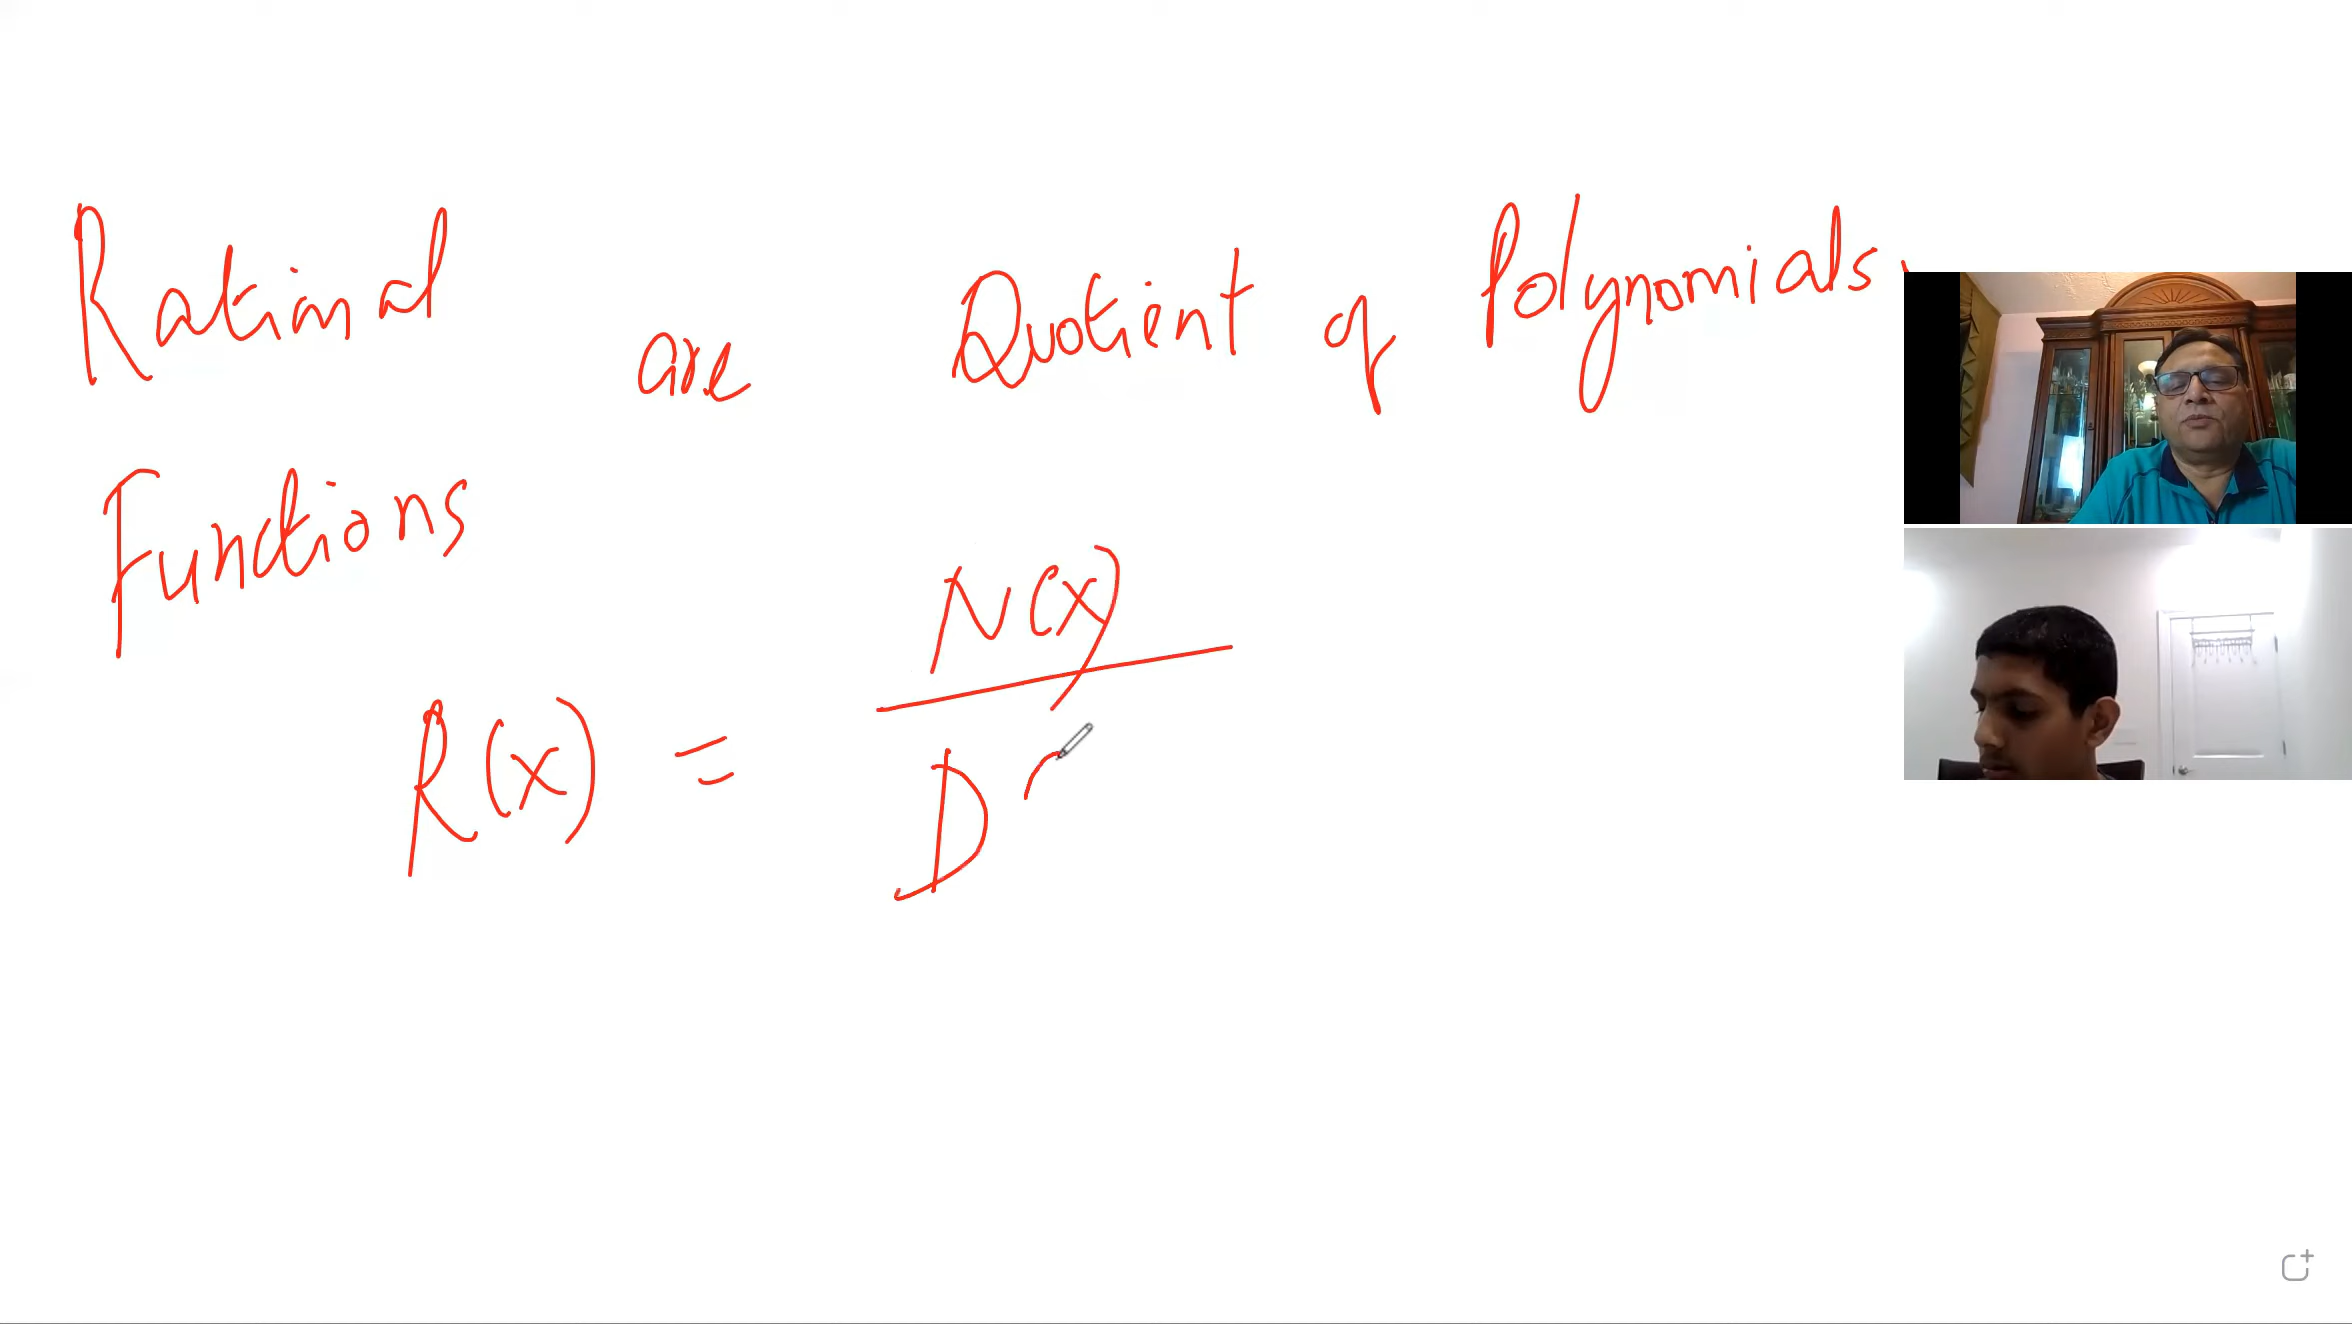 Rational are Quotient of Polynomials.
Functions
N(x)
R(x) =
D (